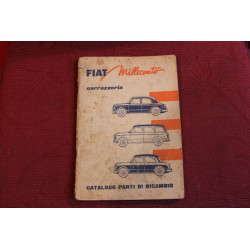 FIAT Millecento
carrozzeria
CATALOGO PARTI DI RICAMBIO